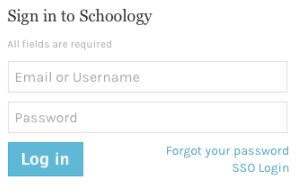 Sign in to Schoology
All fields are required
Email or Username
Password
Log in
Forgot your password
SSO Login